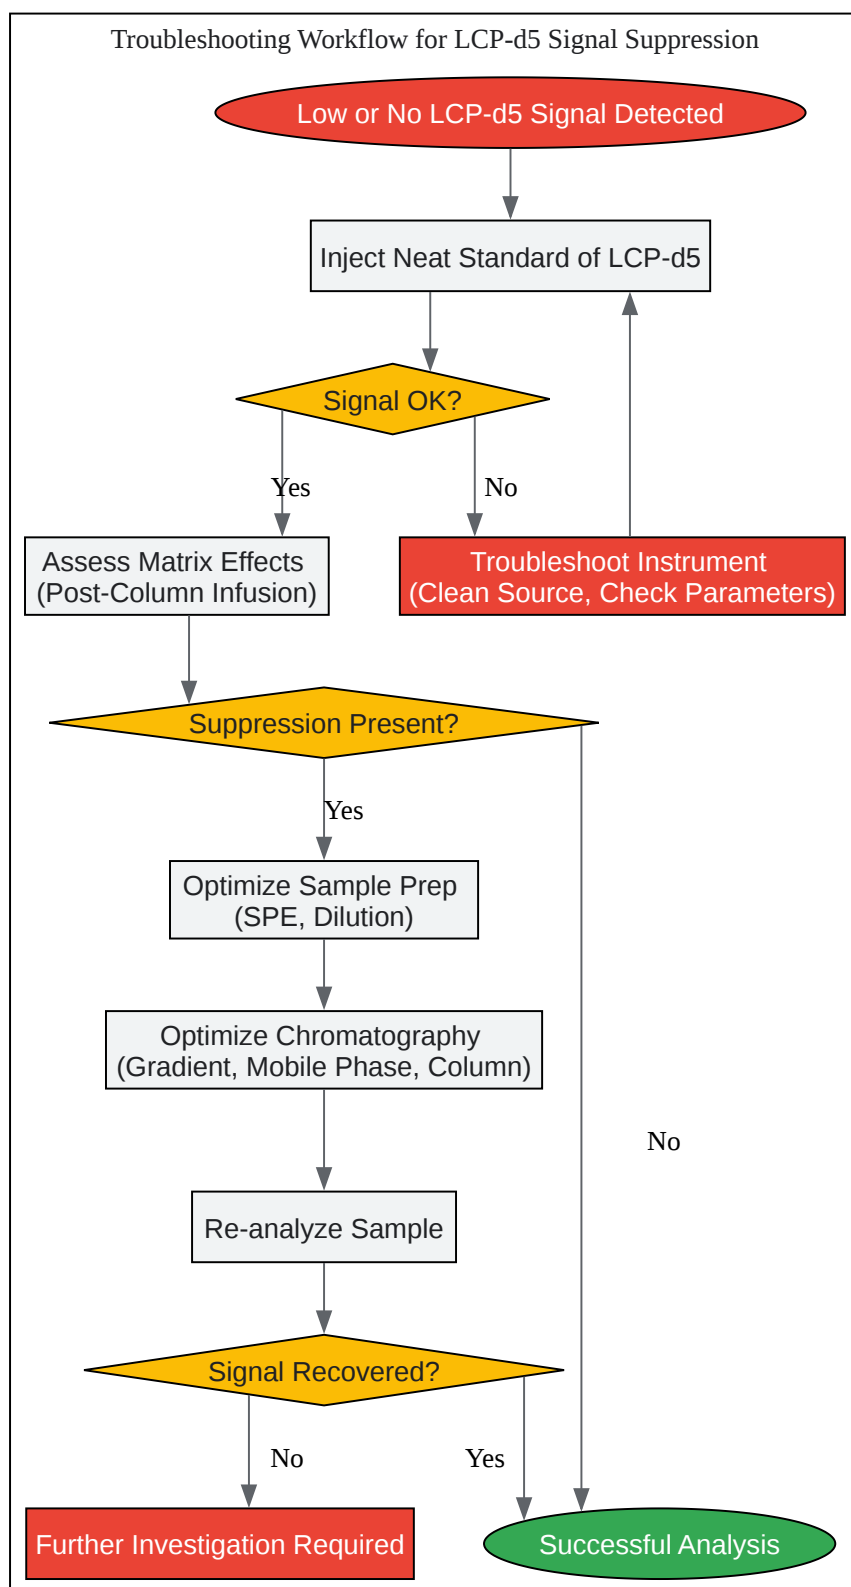 Troubleshooting Workflow for LCP-d5 Signal Suppression
Low or No LCP-d5 Signal Detected
Inject Neat Standard of LCP-d5
Signal OK?
Yes
No
Assess Matrix Effects
(Post-Column Infusion)
Troubleshoot Instrument
(Clean Source, Check Parameters)
Suppression Present?
Yes
Optimize Sample Prep
(SPE, Dilution)
Optimize Chromatography
(Gradient, Mobile Phase, Column)
No
Re-analyze Sample
Signal Recovered?
No
Yes
Further Investigation Required
Successful Analysis